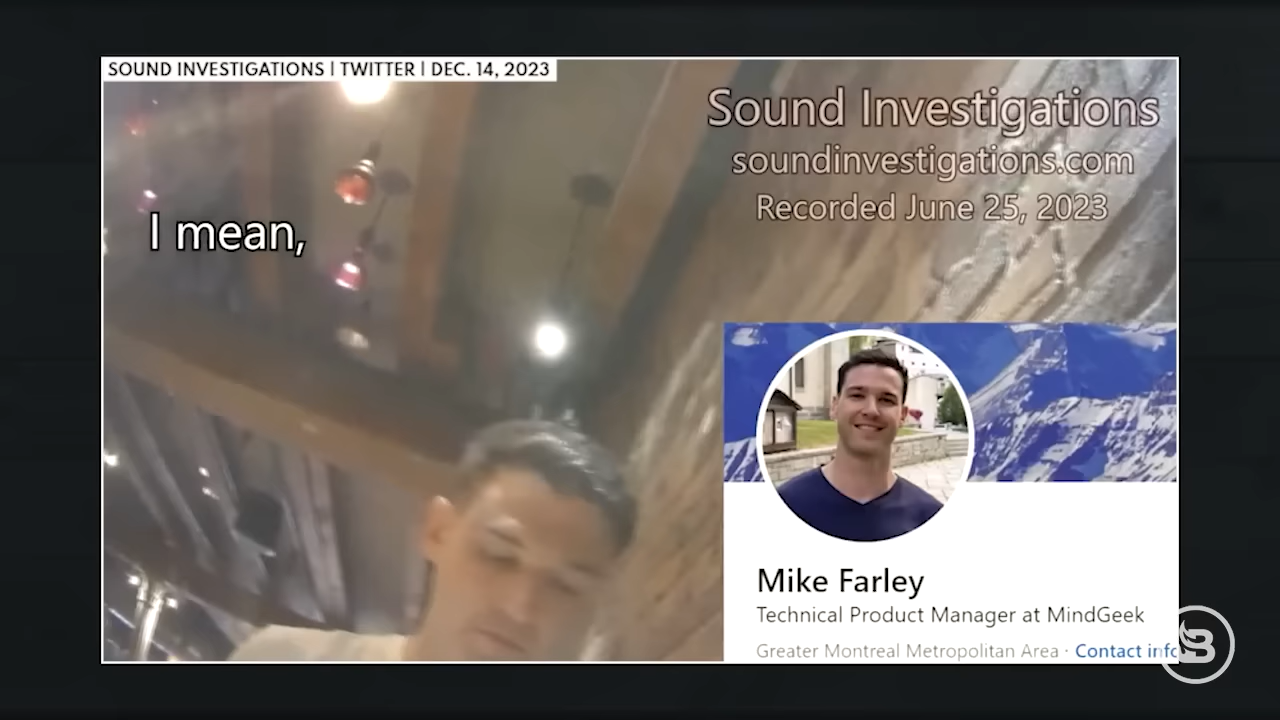 SOUND INVESTIGATIONS | TWITTER | DEC. 14, 2023
Sound Investigations
soundinvestigations.com
Recorded June 25, 2023
I mean,
Mike Farley
Technical Product Manager at MindGeek
Greater Montreal Metropolitan Area · Contact info
B